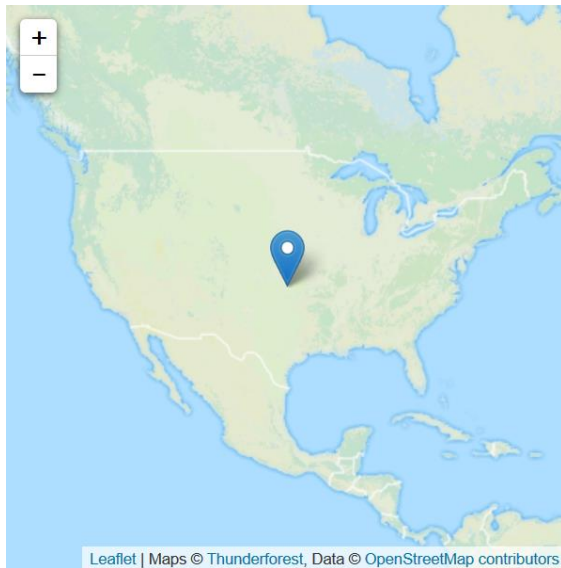 +
−
Leaflet | Maps © Thunderforest, Data © OpenStreetMap contributors